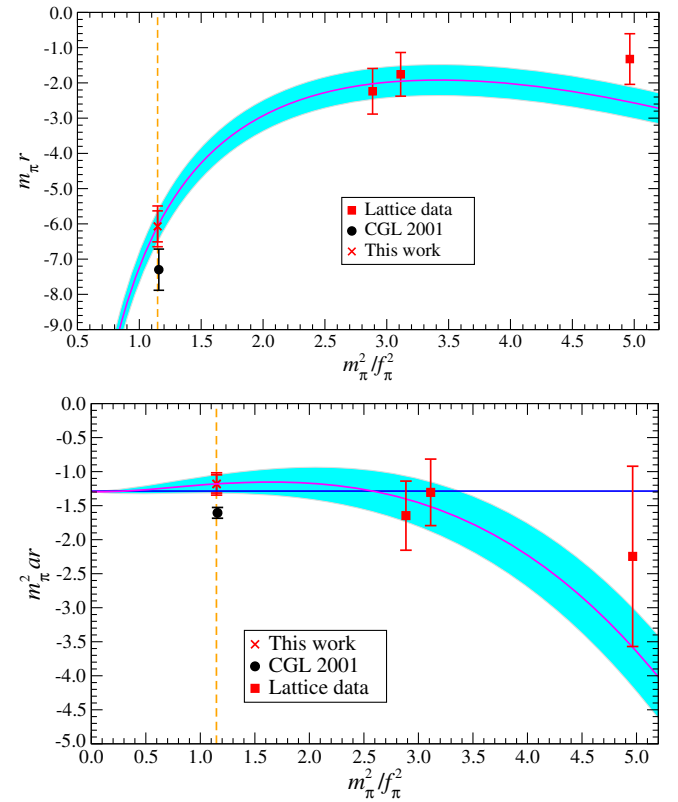 -1.0
-2.0
-3.0
-4.0
-5.0
-6.0
-7.0
-8.0
-9.0
m_π r
Lattice data
CGL 2001
This work
0.5 1.0 1.5 2.0 2.5 3.0 3.5 4.0 4.5 5.0
m_π^2/f_π^2
0.0
-0.5
-1.0
-1.5
-2.0
-2.5
-3.0
-3.5
-4.0
-4.5
-5.0
m_π^2 ar
This work
CGL 2001
Lattice data
0.0 0.5 1.0 1.5 2.0 2.5 3.0 3.5 4.0 4.5 5.0
m_π^2/f_π^2